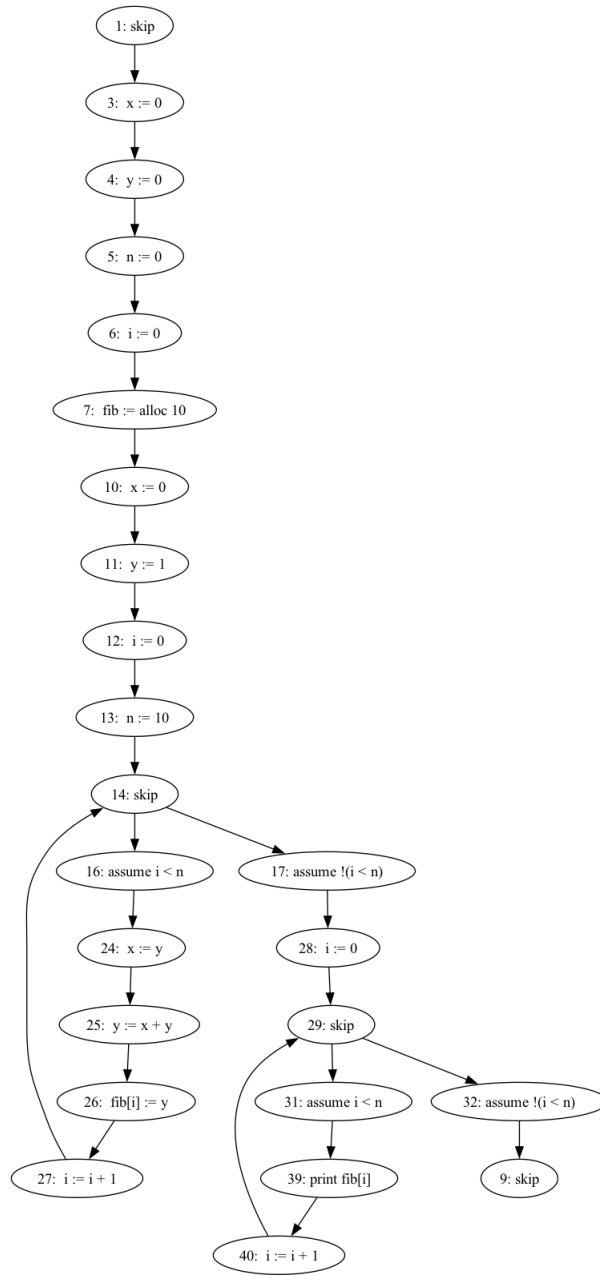 1: skip
3: x := 0
4: y := 0
5: n := 0
6: i := 0
7: fib := alloc 10
10: x := 0
11: y := 1
12: i := 0
13: n := 10
14: skip
16: assume i < n
17: assume !(i < n)
24: x := y
28: i := 0
25: y := x + y
29: skip
26: fib[i] := y
31: assume i < n
32: assume !(i < n)
27: i := i + 1
39: print fib[i]
9: skip
40: i := i + 1